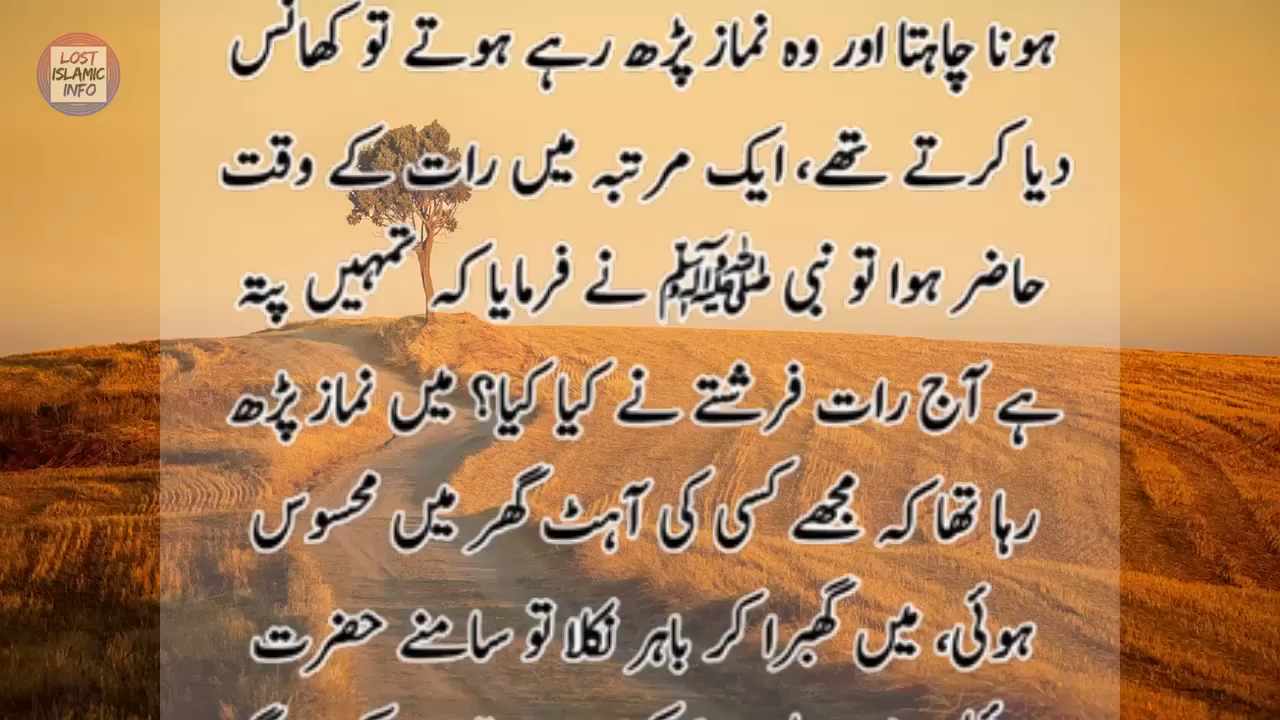 LOST
ISLAMIC
INFO
ہونا چاہتا اور وہ نماز پڑھ رہے ہوتے تو کھانس
دیا کرتے تھے، ایک مرتبہ میں رات کے وقت
حاضر ہوا تو نبی ﷺ نے فرمایا کہ تمہیں پتہ
ہے آج رات فرشتے نے کیا کیا؟ میں نماز پڑھ
رہا تھا کہ مجھے کسی کی آہٹ گھر میں محسوس
ہوئی، میں گھبرا کر باہر نکلا تو سامنے حضرت